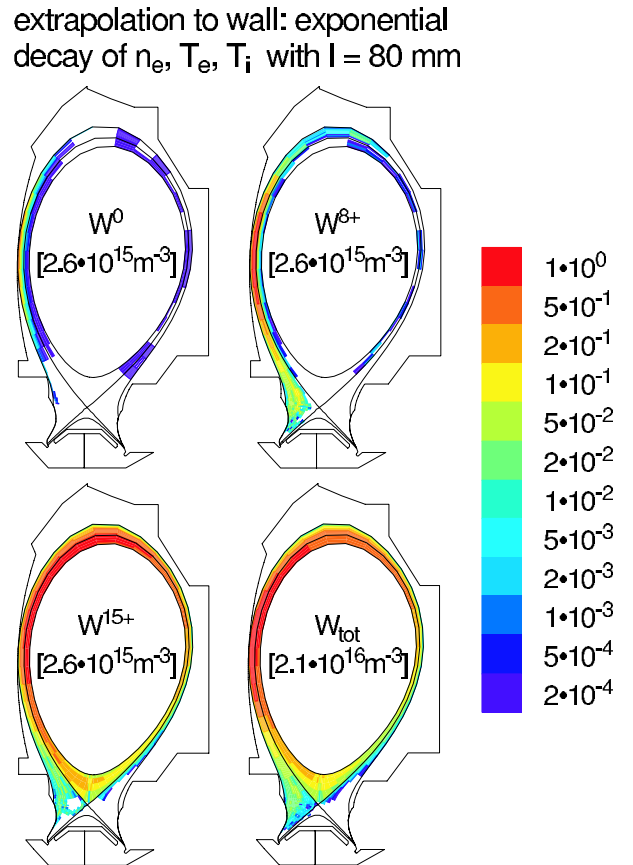 extrapolation to wall: exponential
decay of nₑ, Tₑ, Tᵢ with l = 80 mm
W⁰
[2.6•10¹⁵m⁻³]
W⁸⁺
[2.6•10¹⁵m⁻³]
1•10⁰
5•10⁻¹
2•10⁻¹
1•10⁻¹
5•10⁻²
2•10⁻²
1•10⁻²
5•10⁻³
2•10⁻³
1•10⁻³
5•10⁻⁴
2•10⁻⁴
W¹⁵⁺
[2.6•10¹⁵m⁻³]
Wₜₒₜ
[2.1•10¹⁶m⁻³]